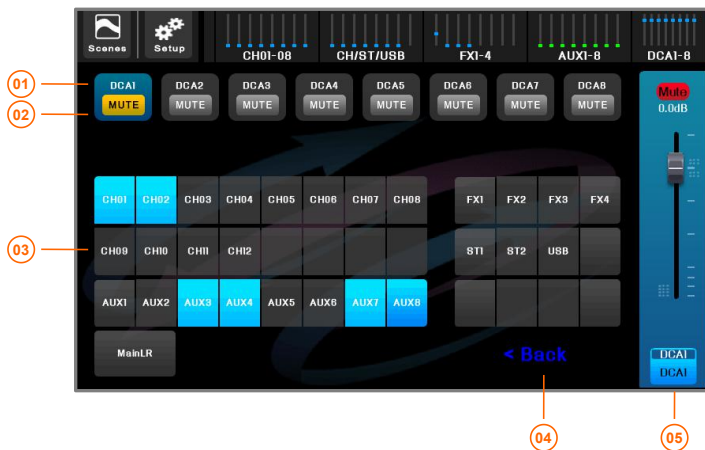 Scenes Setup CH01-08 CH/ST/USB FX1-4 AUX1-8 DCA1-8
01 DCA1 DCA2 DCA3 DCA4 DCA5 DCA6 DCA7 DCA8 Mute
02 MUTE MUTE MUTE MUTE MUTE MUTE MUTE MUTE 0.0dB
CH01 CH02 CH03 CH04 CH05 CH06 CH07 CH08 FX1 FX2 FX3 FX4
03 CH09 CH10 CH11 CH12 ST1 ST2 USB
AUX1 AUX2 AUX3 AUX4 AUX5 AUX6 AUX7 AUX8
MainLR < Back DCA1
DCA1
04 05